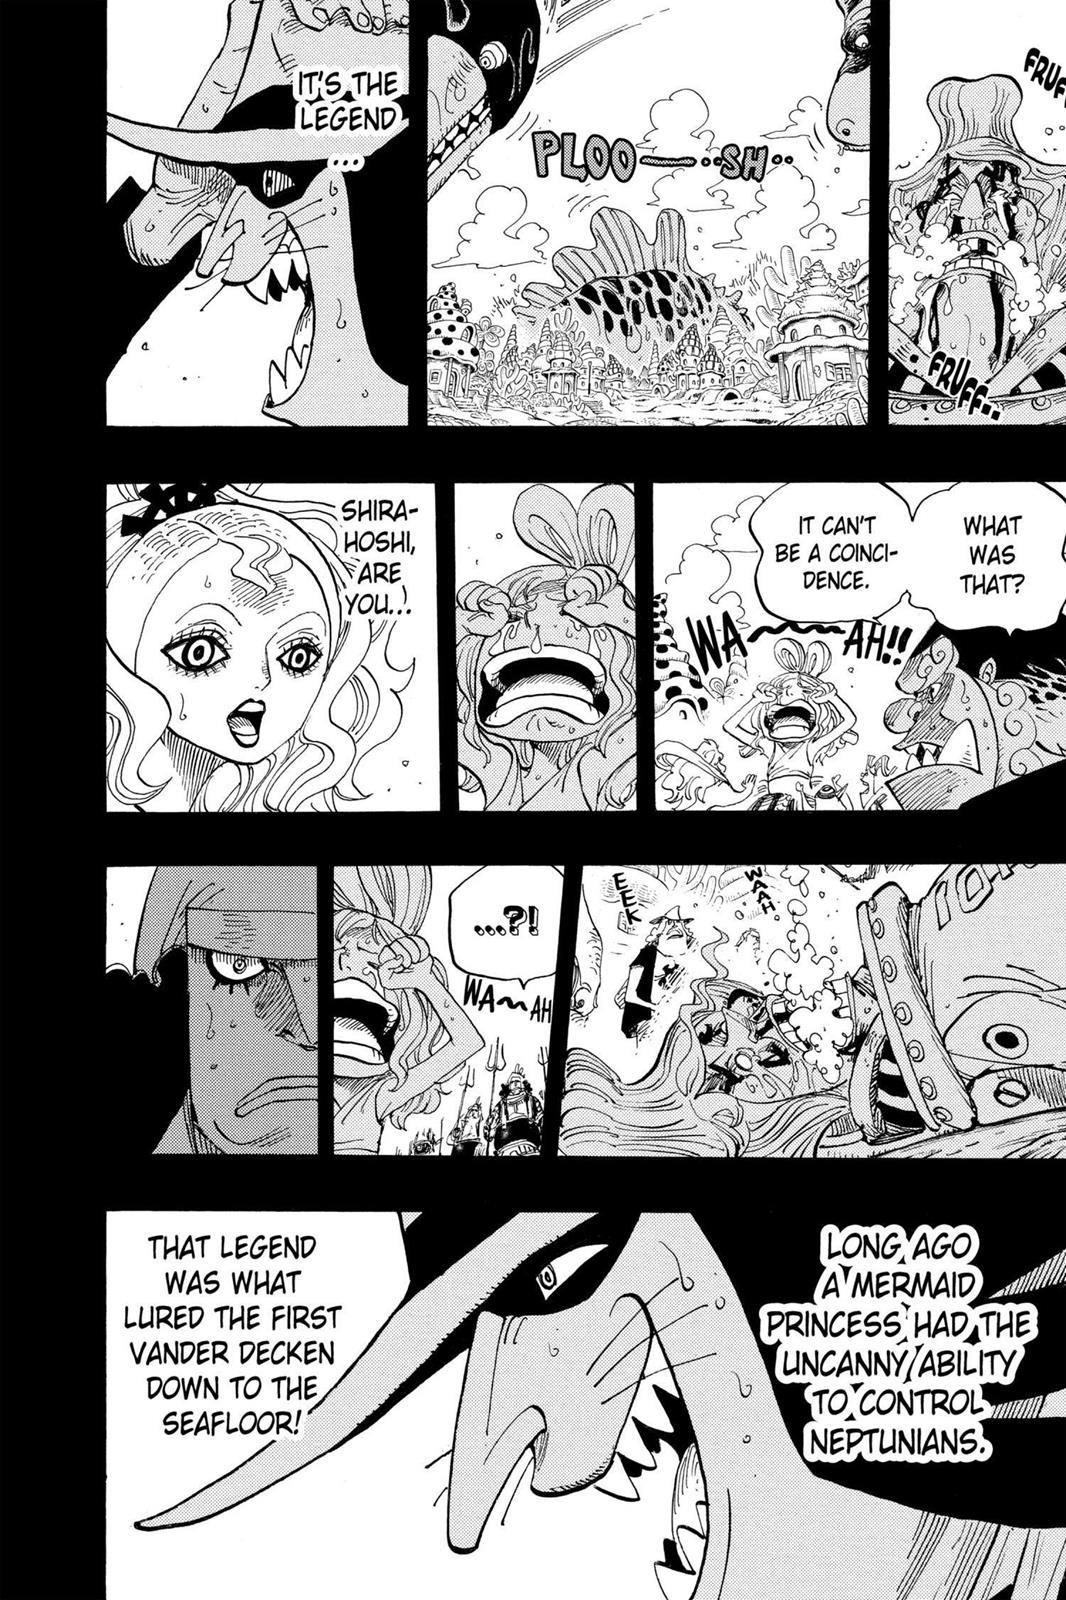 FRUFF
FRUFF--
PLOO—··SH··
IT'S THE
LEGEND
...
WHAT
WAS
THAT?
IT CAN'T
BE A COINCI-
DENCE.
WA~~AH!!
SHIRA-
HOSHI,
ARE
YOU...
WAAH
EEK
...?!
WA~AH
LONG AGO
A MERMAID
PRINCESS HAD THE
UNCANNY ABILITY
TO CONTROL
NEPTUNIANS.
THAT LEGEND
WAS WHAT
LURED THE FIRST
VANDER DECKEN
DOWN TO THE
SEAFLOOR!